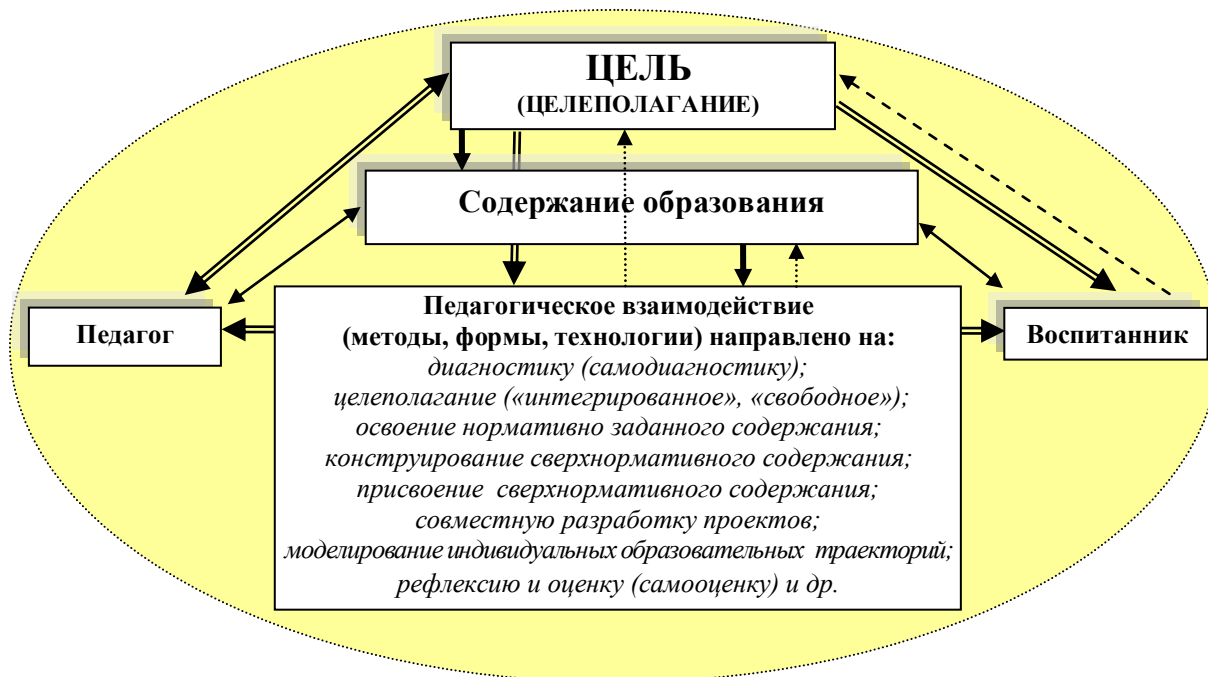 ЦЕЛЬ
(ЦЕЛЕПОЛАГАНИЕ)
Содержание образования
Педагог
Педагогическое взаимодействие
(методы, формы, технологии) направлено на:
диагностику (самодиагностику);
целеполагание («интегрированное», «свободное»);
освоение нормативно заданного содержания;
конструирование сверхнормативного содержания;
присвоение сверхнормативного содержания;
совместную разработку проектов;
моделирование индивидуальных образовательных траекторий;
рефлексию и оценку (самооценку) и др.
Воспитанник